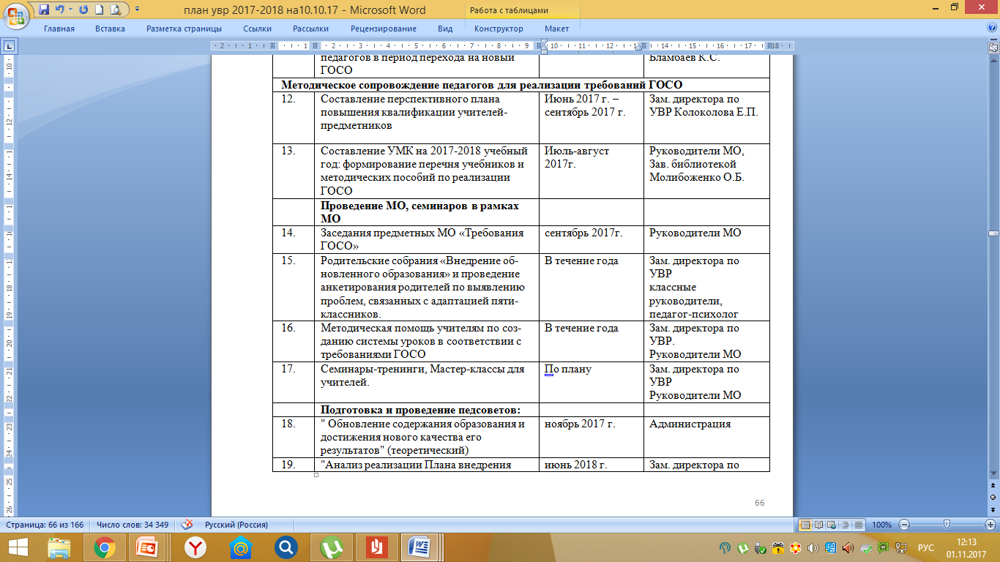 план увр 2017-2018 на10.10.17 - Microsoft Word
Работа с таблицами
Главная Вставка Разметка страницы Ссылки Рассылки Рецензирование Вид Конструктор Макет
педагогов в период перехода на новый
ГОСО
Бламбаев К.С.
Методическое сопровождение педагогов для реализации требований ГОСО
12. Составление перспективного плана
повышения квалификации учителей-
предметников
Июнь 2017 г. –
сентябрь 2017 г.
Зам. директора по
УВР Колоколова Е.П.
13. Составление УМК на 2017-2018 учебный
год: формирование перечня учебников и
методических пособий по реализации
ГОСО
Июль-август
2017г.
Руководители МО,
Зав. библиотекой
Молибоженко О.Б.
Проведение МО, семинаров в рамках
МО
14. Заседания предметных МО «Требования
ГОСО»
сентябрь 2017г.
Руководители МО
15. Родительские собрания «Внедрение об-
новленного образования» и проведение
анкетирования родителей по выявлению
проблем, связанных с адаптацией пяти-
классников.
В течение года
Зам. директора по
УВР
классные
руководители,
педагог-психолог
16. Методическая помощь учителям по соз-
данию системы уроков в соответствии с
требованиями ГОСО
В течение года
Зам. директора по
УВР.
Руководители МО
17. Семинары-тренинги, Мастер-классы для
учителей.
По плану
Зам. директора по
УВР
Руководители МО
Подготовка и проведение педсоветов:
18. " Обновление содержания образования и
достижения нового качества его
результатов" (теоретический)
ноябрь 2017 г.
Администрация
19. "Анализ реализации Плана внедрения
июнь 2018 г.
Зам. директора по
66
Страница: 66 из 166 Число слов: 34 349 Русский (Россия) 100%
РУС
12:13
01.11.2017